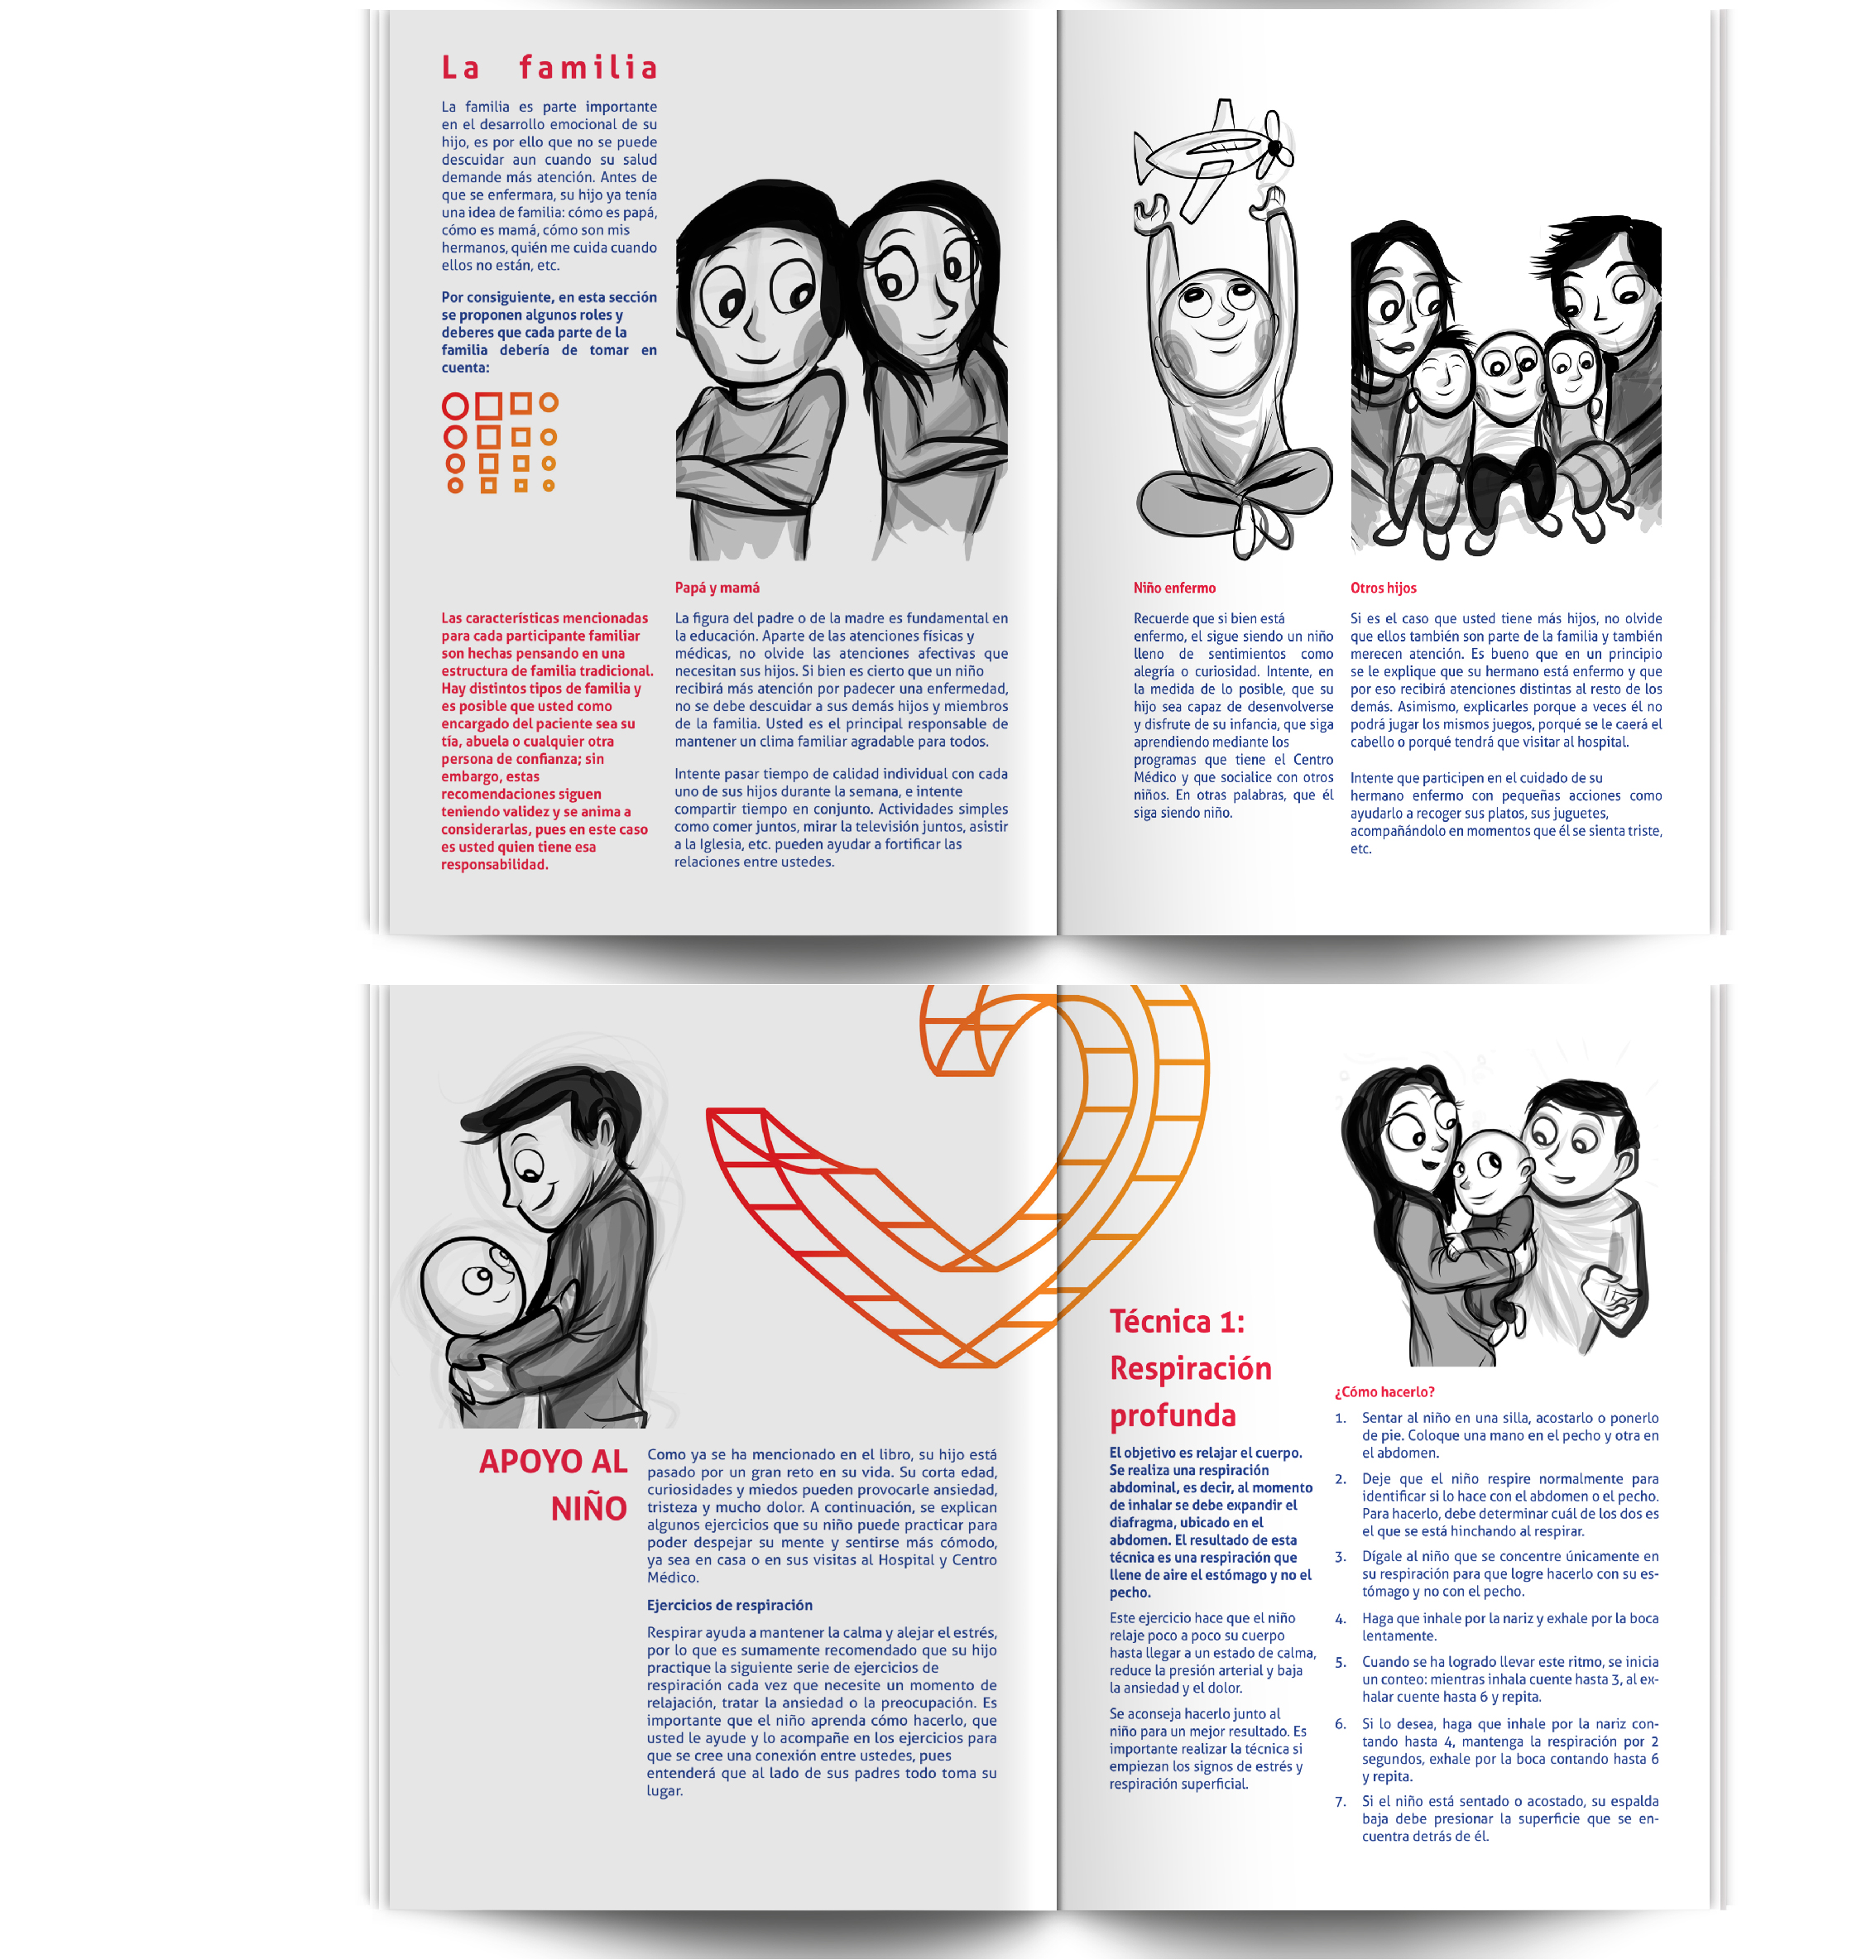 La familia
La familia es parte importante
en el desarrollo emocional de su
hijo, es por ello que no se puede
descuidar aun cuando su salud
demande más atención. Antes de
que se enfermara, su hijo ya tenía
una idea de familia: cómo es papá,
cómo es mamá, cómo son mis
hermanos, quién me cuida cuando
ellos no están, etc.
Por consiguiente, en esta sección
se proponen algunos roles y
deberes que cada parte de la
familia debería de tomar en
cuenta:
Las características mencionadas
para cada participante familiar
son hechas pensando en una
estructura de familia tradicional.
Hay distintos tipos de familia y
es posible que usted como
encargado del paciente sea su
tía, abuela o cualquier otra
persona de confianza; sin
embargo, estas
recomendaciones siguen
teniendo validez y se anima a
considerarlas, pues en este caso
es usted quien tiene esa
responsabilidad.
Papá y mamá
La figura del padre o de la madre es fundamental en
la educación. Aparte de las atenciones físicas y
médicas, no olvide las atenciones afectivas que
necesitan sus hijos. Si bien es cierto que un niño
recibirá más atención por padecer una enfermedad,
no se debe descuidar a sus demás hijos y miembros
de la familia. Usted es el principal responsable de
mantener un clima familiar agradable para todos.
Intente pasar tiempo de calidad individual con cada
uno de sus hijos durante la semana, e intente
compartir tiempo en conjunto. Actividades simples
como comer juntos, mirar la televisión juntos, asistir
a la Iglesia, etc. pueden ayudar a fortificar las
relaciones entre ustedes.
Niño enfermo
Recuerde que si bien está
enfermo, el sigue siendo un niño
lleno de sentimientos como
alegría o curiosidad. Intente, en
la medida de lo posible, que su
hijo sea capaz de desenvolverse
y disfrute de su infancia, que siga
aprendiendo mediante los
programas que tiene el Centro
Médico y que socialice con otros
niños. En otras palabras, que él
siga siendo niño.
Otros hijos
Si es el caso que usted tiene más hijos, no olvide
que ellos también son parte de la familia y también
merecen atención. Es bueno que en un principio
se le explique que su hermano está enfermo y que
por eso recibirá atenciones distintas al resto de los
demás. Asimismo, explicarles porque a veces él no
podrá jugar los mismos juegos, porqué se le caerá el
cabello o porqué tendrá que visitar al hospital.
Intente que participen en el cuidado de su
hermano enfermo con pequeñas acciones como
ayudarlo a recoger sus platos, sus juguetes,
acompañándolo en momentos que él se sienta triste,
etc.
APOYO AL
NIÑO
Como ya se ha mencionado en el libro, su hijo está
pasado por un gran reto en su vida. Su corta edad,
curiosidades y miedos pueden provocarle ansiedad,
tristeza y mucho dolor. A continuación, se explican
algunos ejercicios que su niño puede practicar para
poder despejar su mente y sentirse más cómodo,
ya sea en casa o en sus visitas al Hospital y Centro
Médico.
Ejercicios de respiración
Respirar ayuda a mantener la calma y alejar el estrés,
por lo que es sumamente recomendado que su hijo
practique la siguiente serie de ejercicios de
respiración cada vez que necesite un momento de
relajación, tratar la ansiedad o la preocupación. Es
importante que el niño aprenda cómo hacerlo, que
usted le ayude y lo acompañe en los ejercicios para
que se cree una conexión entre ustedes, pues
entenderá que al lado de sus padres todo toma su
lugar.
Técnica 1:
Respiración
profunda
El objetivo es relajar el cuerpo.
Se realiza una respiración
abdominal, es decir, al momento
de inhalar se debe expandir el
diafragma, ubicado en el
abdomen. El resultado de esta
técnica es una respiración que
llene de aire el estómago y no el
pecho.
Este ejercicio hace que el niño
relaje poco a poco su cuerpo
hasta llegar a un estado de calma,
reduce la presión arterial y baja
la ansiedad y el dolor.
Se aconseja hacerlo junto al
niño para un mejor resultado. Es
importante realizar la técnica si
empiezan los signos de estrés y
respiración superficial.
¿Cómo hacerlo?
1. Sentar al niño en una silla, acostarlo o ponerlo
de pie. Coloque una mano en el pecho y otra en
el abdomen.
2. Deje que el niño respire normalmente para
identificar si lo hace con el abdomen o el pecho.
Para hacerlo, debe determinar cuál de los dos es
el que se está hinchando al respirar.
3. Dígale al niño que se concentre únicamente en
su respiración para que logre hacerlo con su es-
tómago y no con el pecho.
4. Haga que inhale por la nariz y exhale por la boca
lentamente.
5. Cuando se ha logrado llevar este ritmo, se inicia
un conteo: mientras inhala cuente hasta 3, al ex-
halar cuente hasta 6 y repita.
6. Si lo desea, haga que inhale por la nariz con-
tando hasta 4, mantenga la respiración por 2
segundos, exhale por la boca contando hasta 6
y repita.
7. Si el niño está sentado o acostado, su espalda
baja debe presionar la superficie que se en-
cuentra detrás de él.